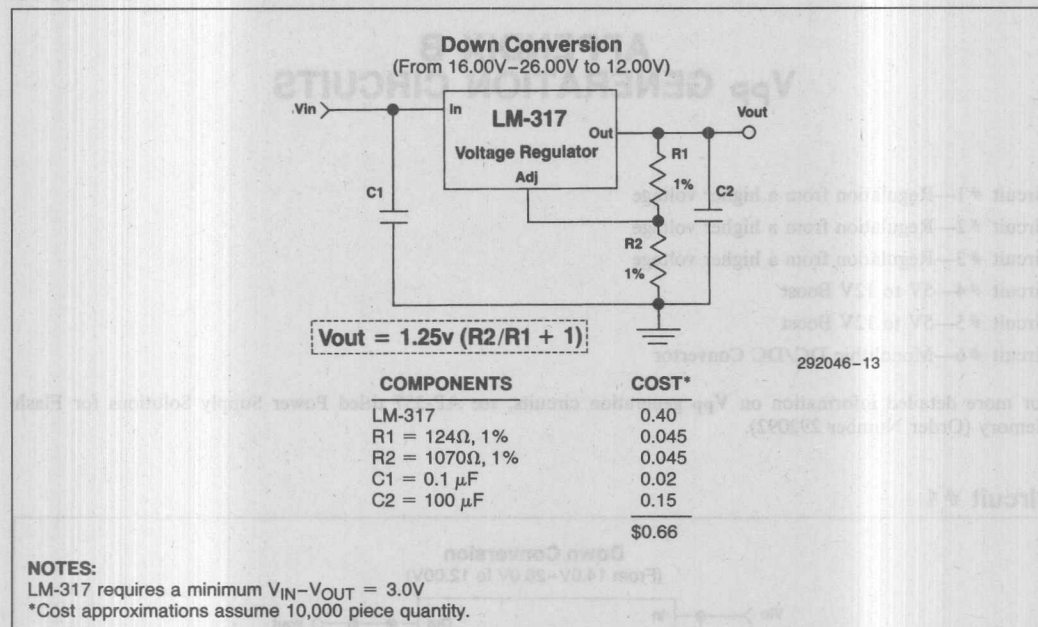 Down Conversion
(From 16.00V–26.00V to 12.00V)
Vin
In
LM-317
Voltage Regulator
Out
Adj
Vout
R1
1%
C1
C2
R2
1%
Vout = 1.25v (R2/R1 + 1)
292046–13
COMPONENTS COST*
LM-317 0.40
R1 = 124Ω, 1% 0.045
R2 = 1070Ω, 1% 0.045
C1 = 0.1 μF 0.02
C2 = 100 μF 0.15
$0.66
NOTES:
LM-317 requires a minimum VIN–VOUT = 3.0V
*Cost approximations assume 10,000 piece quantity.